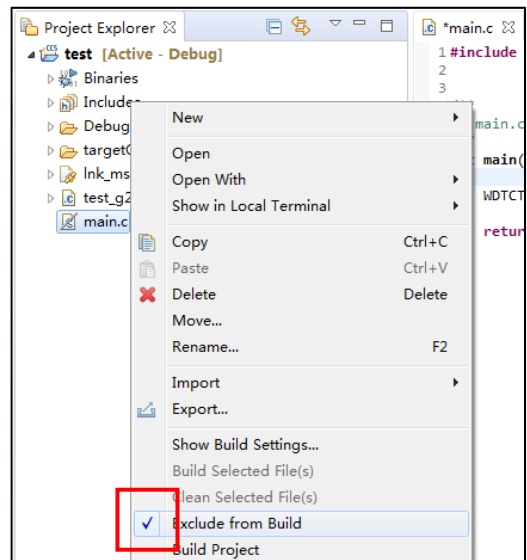 Project Explorer
*main.c
test [Active - Debug]
Binaries
Includes
Debug
target
lnk_ms
test_g2
main.c
1 #include
2
3
main.c
main(
WDTCT
retur
New
Open
Open With
Show in Local Terminal
Copy Ctrl+C
Paste Ctrl+V
Delete Delete
Move...
Rename... F2
Import
Export...
Show Build Settings...
Build Selected File(s)
Clean Selected File(s)
Exclude from Build
Build Project